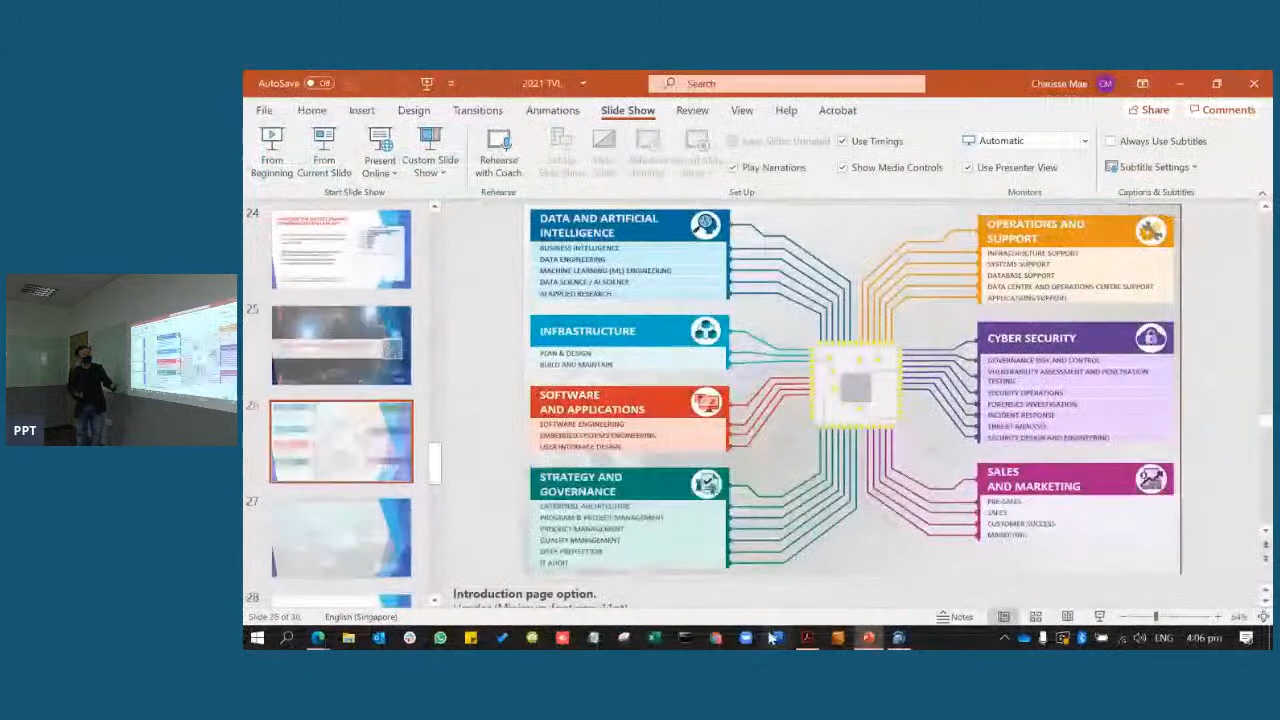 AutoSave Off 2021 TVL Search Charisse Mae CM
File Home Insert Design Transitions Animations Slide Show Review View Help Acrobat Share Comments
From Beginning
From Current Slide
Present Online
Custom Slide Show
Rehearse with Coach
Use Timings
Play Narrations
Show Media Controls
Automatic
Use Presenter View
Always Use Subtitles
Subtitle Settings
Start Slide Show Rehearse Set Up Monitors Captions & Subtitles
24
25
26
27
28
DATA AND ARTIFICIAL
INTELLIGENCE
BUSINESS INTELLIGENCE
DATA ENGINEERING
MACHINE LEARNING (ML) ENGINEERING
DATA SCIENCE / AI SCIENCE
AI APPLIED RESEARCH
INFRASTRUCTURE
PLAN & DESIGN
BUILD AND MAINTAIN
SOFTWARE
AND APPLICATIONS
SOFTWARE ENGINEERING
EMBEDDED SYSTEMS ENGINEERING
USER INTERFACE DESIGN
STRATEGY AND
GOVERNANCE
ENTERPRISE ARCHITECTURE
PROGRAM & PROJECT MANAGEMENT
PRODUCT MANAGEMENT
QUALITY MANAGEMENT
DATA PROTECTION
IT AUDIT
OPERATIONS AND
SUPPORT
INFRASTRUCTURE SUPPORT
SYSTEMS SUPPORT
DATABASE SUPPORT
DATA CENTRE AND OPERATIONS CENTRE SUPPORT
APPLICATIONS SUPPORT
CYBER SECURITY
GOVERNANCE RISK AND CONTROL
VULNERABILITY ASSESSMENT AND PENETRATION
TESTING
SECURITY OPERATIONS
FORENSICS INVESTIGATION
INCIDENT RESPONSE
THREAT ANALYSIS
SECURITY DESIGN AND ENGINEERING
SALES
AND MARKETING
PRE-SALES
SALES
CUSTOMER SUCCESS
MARKETING
Introduction page option.
Slide 26 of 30 English (Singapore) Notes 64%
ENG 4:06 pm
PPT